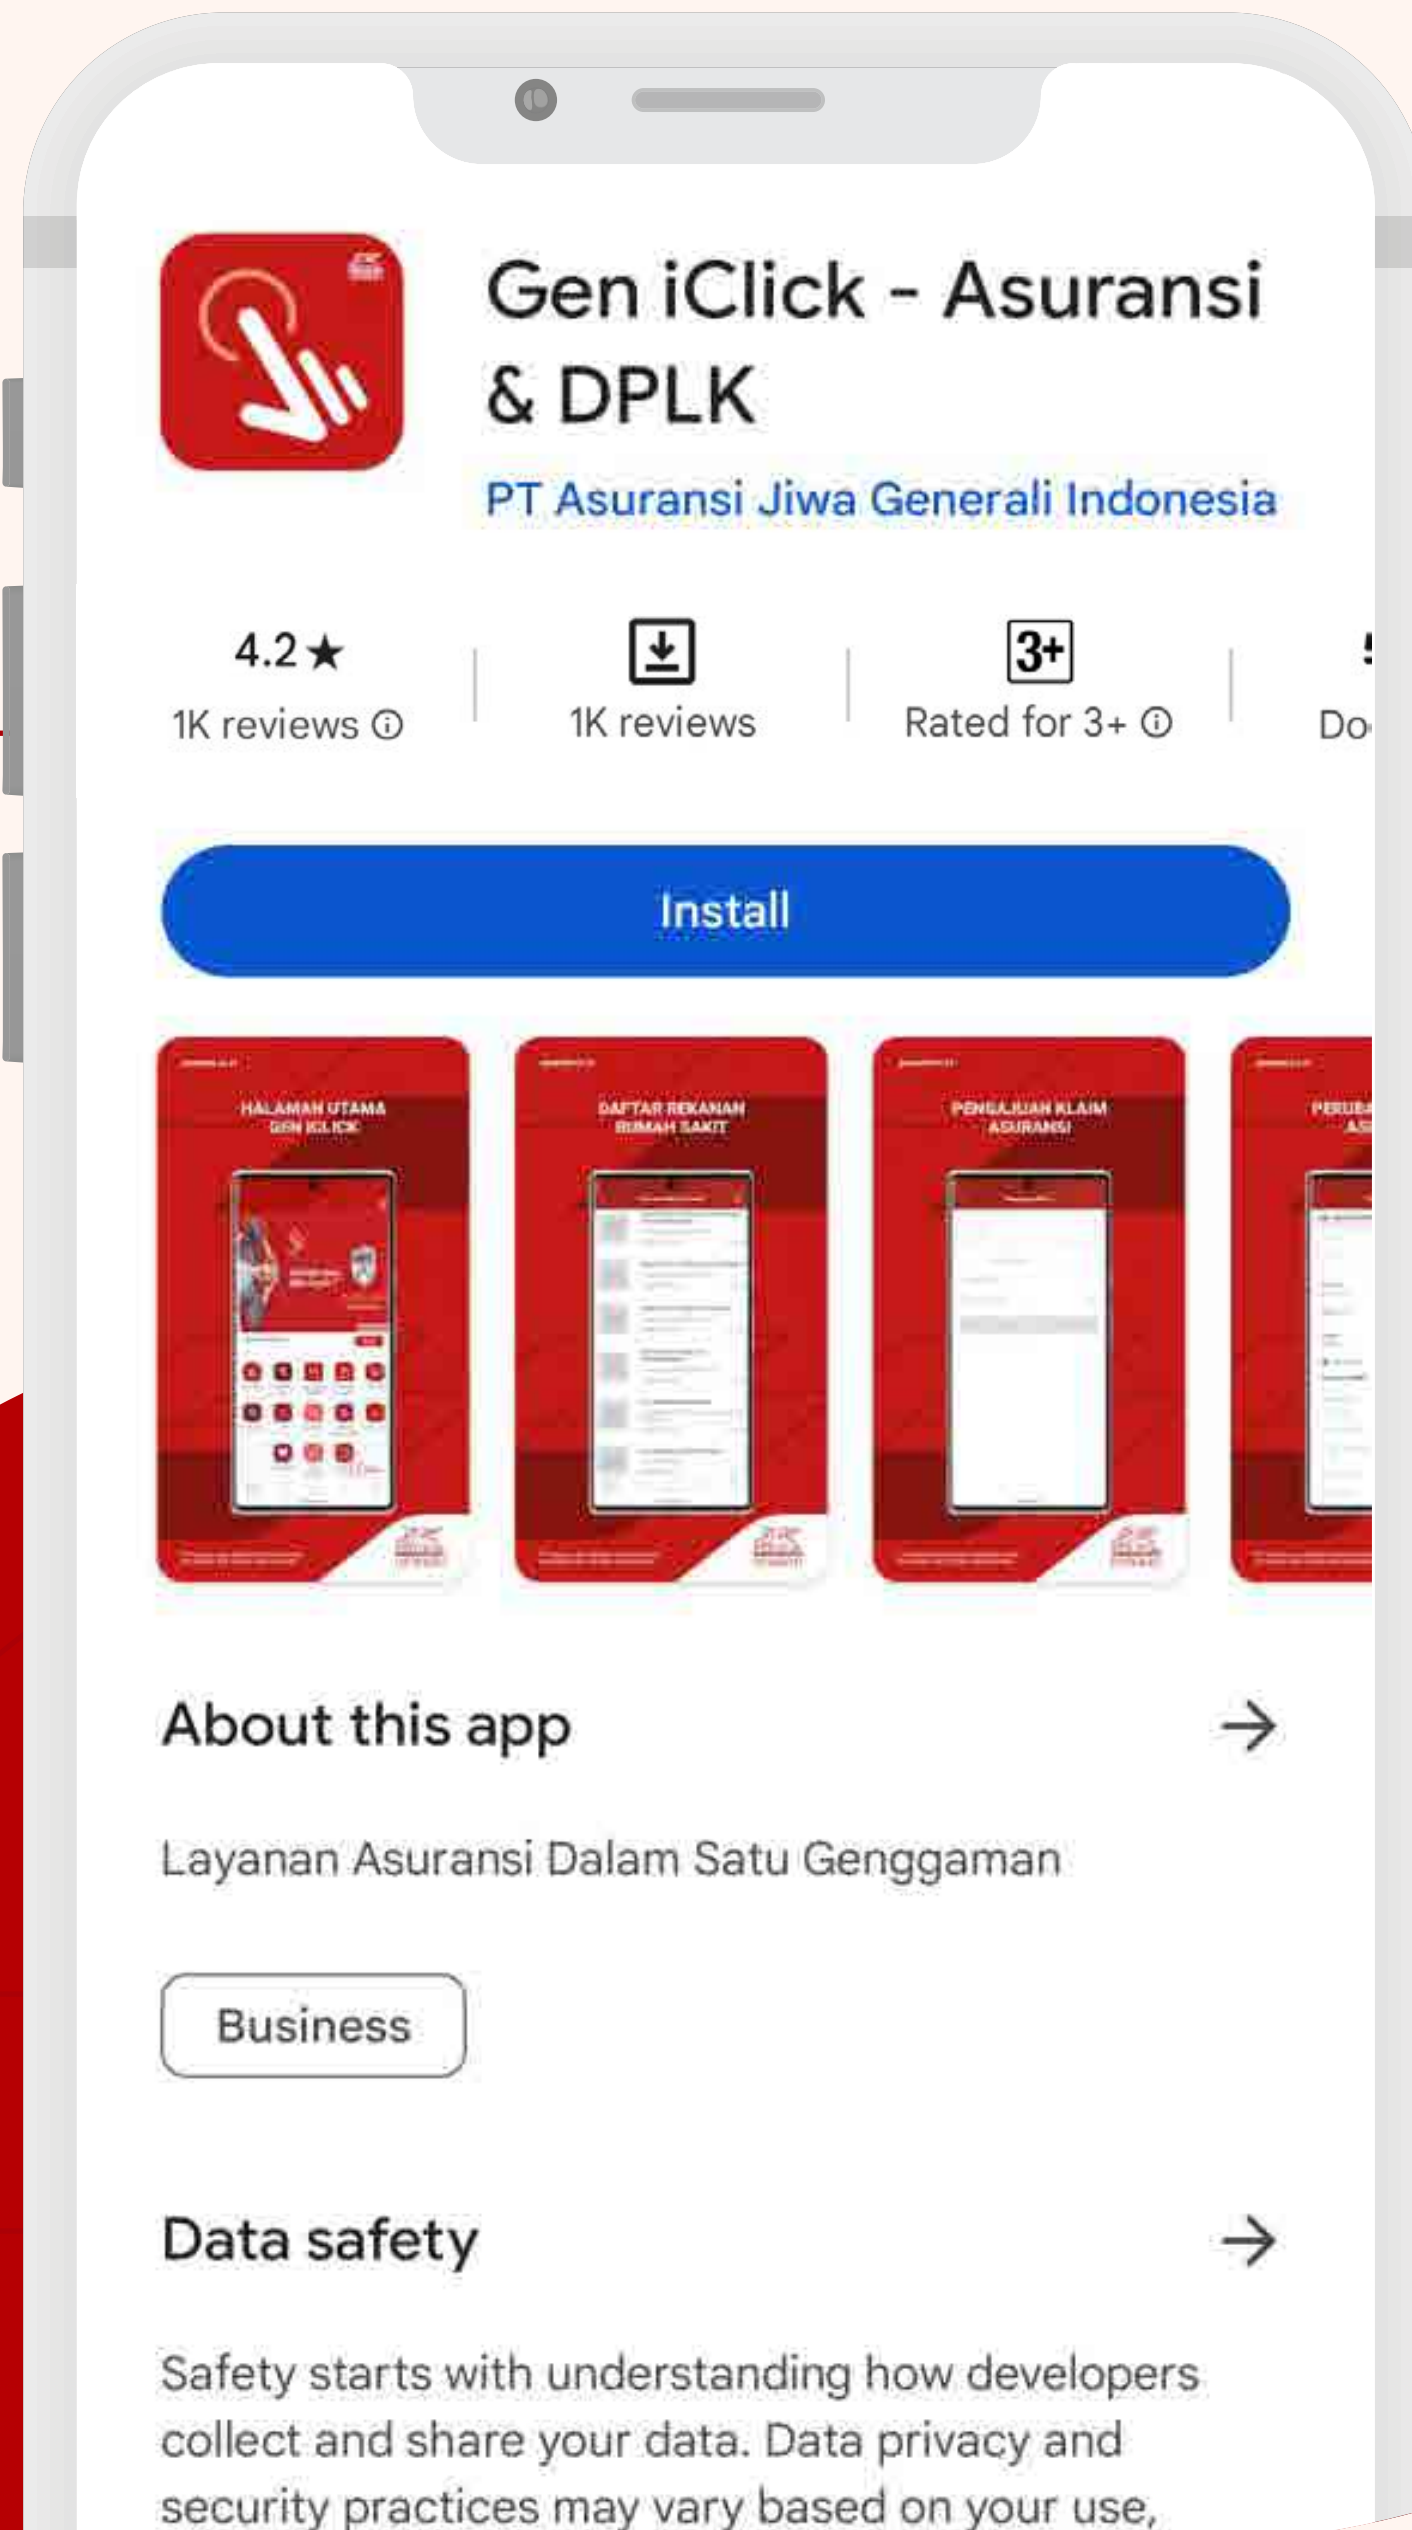 Gen iClick - Asuransi
& DPLK
PT Asuransi Jiwa Generali Indonesia
4.2★
1K reviews
1K reviews
3+
Rated for 3+
Do
Install
HALAMAN UTAMA
GEN ICLICK
DAFTAR REKANAN
RUMAH SAKIT
PENGAJUAN KLAIM
ASURANSI
About this app
Layanan Asuransi Dalam Satu Genggaman
Business
Data safety
Safety starts with understanding how developers
collect and share your data. Data privacy and
security practices may vary based on your use,